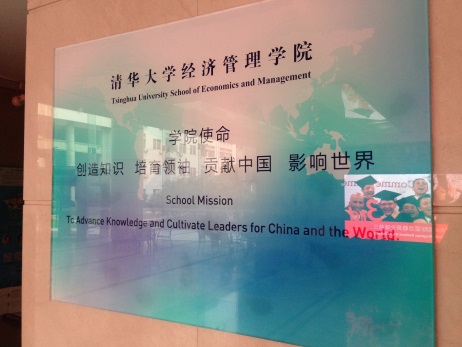 清华大学经济管理学院
Tsinghua University School of Economics and Management
学院使命
创造知识 培育领袖 贡献中国 影响世界
School Mission
To Advance Knowledge and Cultivate Leaders for China and the World.